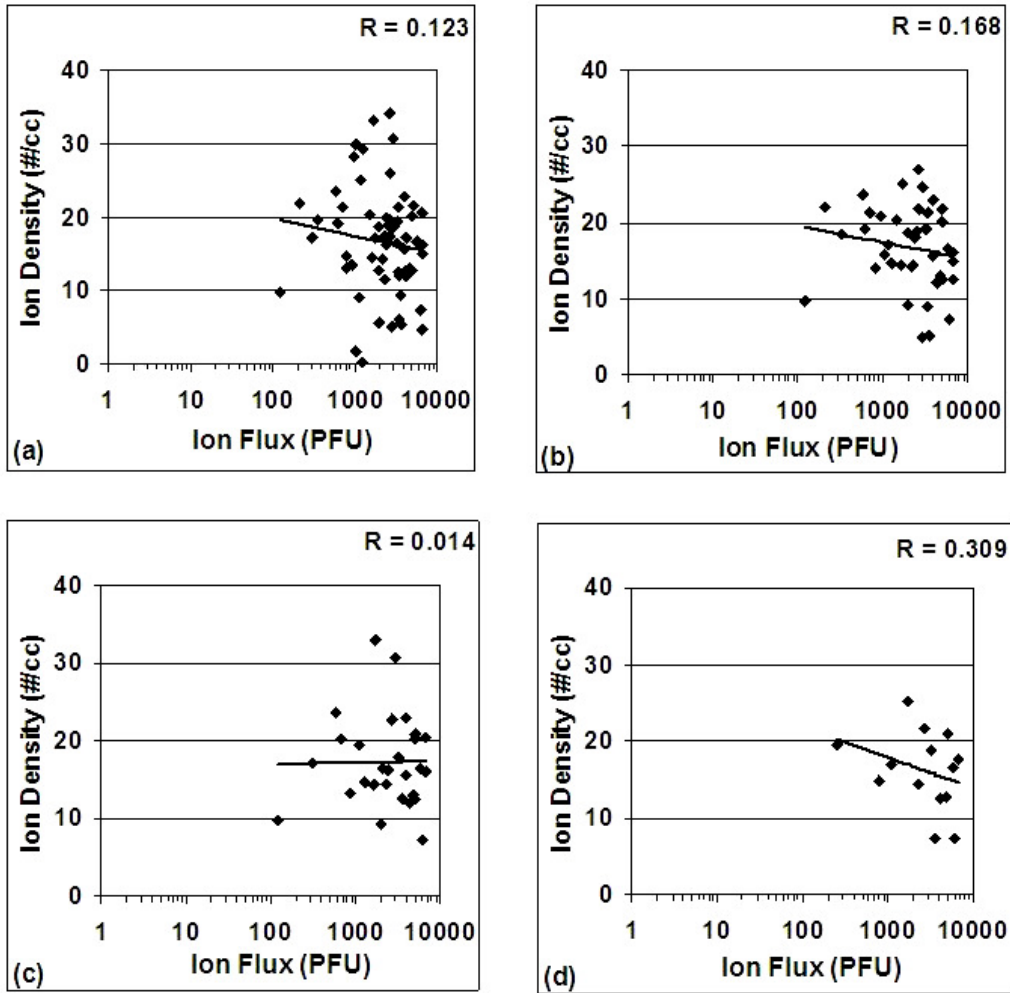 R = 0.123
40
30
20
10
0
Ion Density (#/cc)
1 10 100 1000 10000
Ion Flux (PFU)
(a)
R = 0.168
40
30
20
10
0
Ion Density (#/cc)
1 10 100 1000 10000
Ion Flux (PFU)
(b)
R = 0.014
40
30
20
10
0
Ion Density (#/cc)
1 10 100 1000 10000
Ion Flux (PFU)
(c)
R = 0.309
40
30
20
10
0
Ion Density (#/cc)
1 10 100 1000 10000
Ion Flux (PFU)
(d)